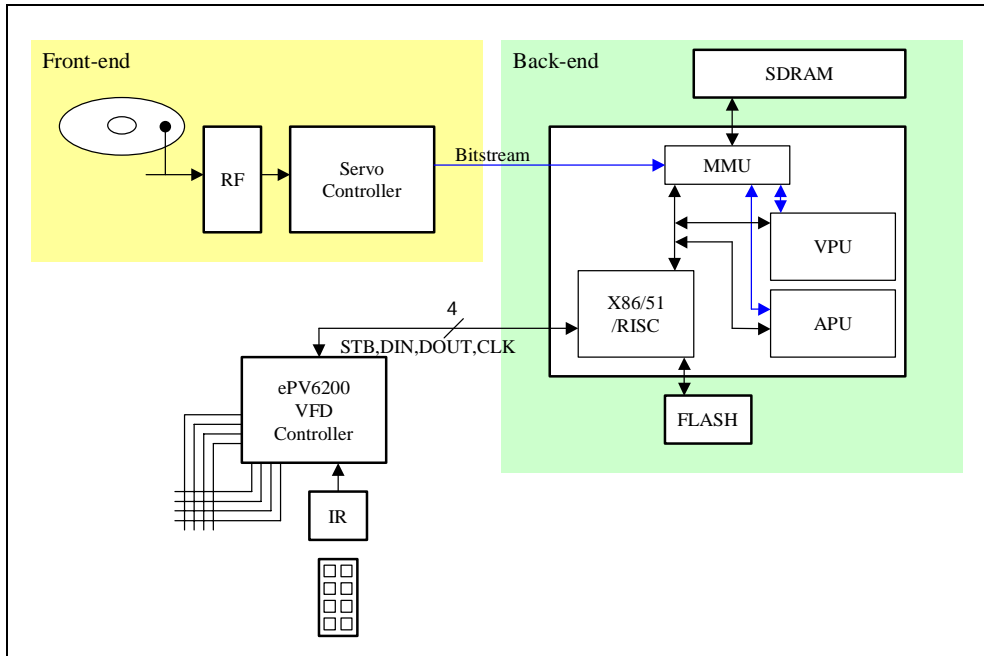 Front-end
Back-end
SDRAM
RF
Servo
Controller
Bitstream
MMU
VPU
X86/51
/RISC
APU
4
STB,DIN,DOUT,CLK
ePV6200
VFD
Controller
FLASH
IR